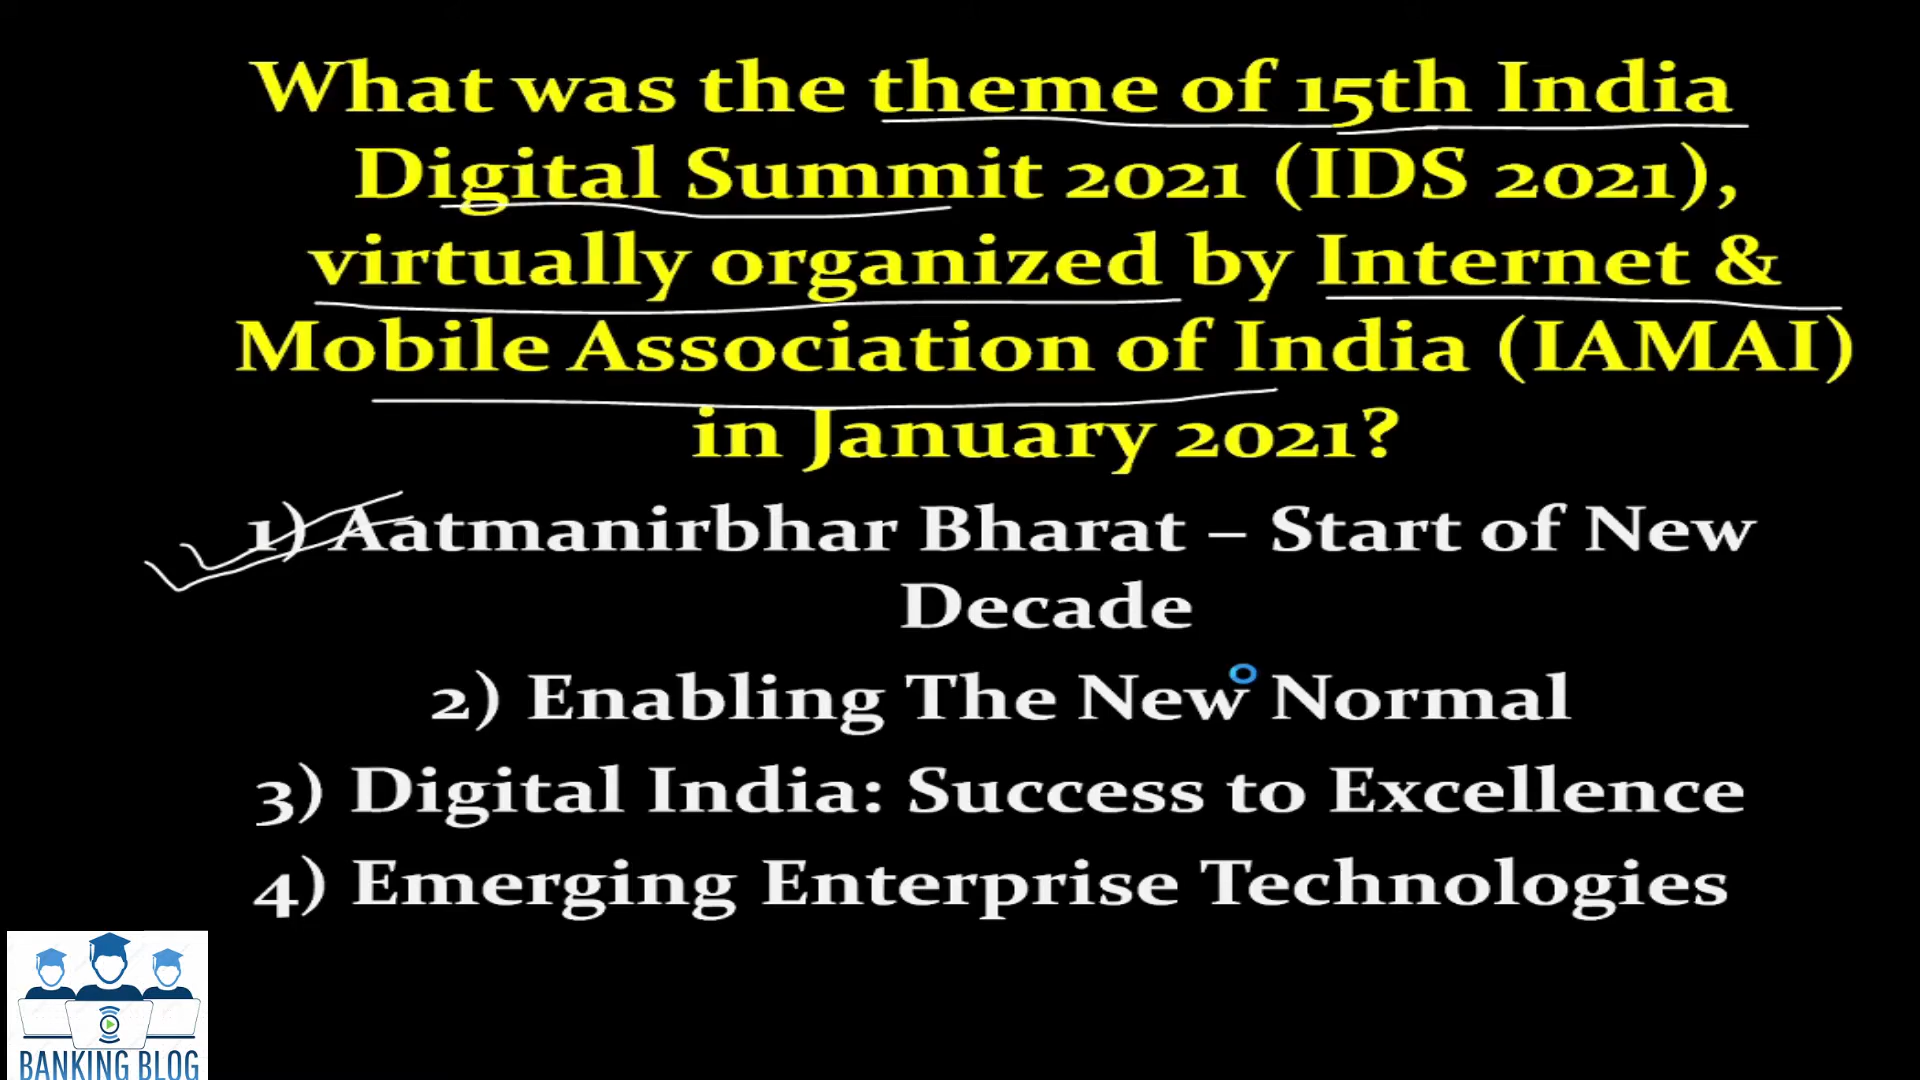 What was the theme of 15th India
Digital Summit 2021 (IDS 2021),
virtually organized by Internet &
Mobile Association of India (IAMAI)
in January 2021?
1) Aatmanirbhar Bharat – Start of New
Decade
2) Enabling The New Normal
3) Digital India: Success to Excellence
4) Emerging Enterprise Technologies
BANKING BLOG